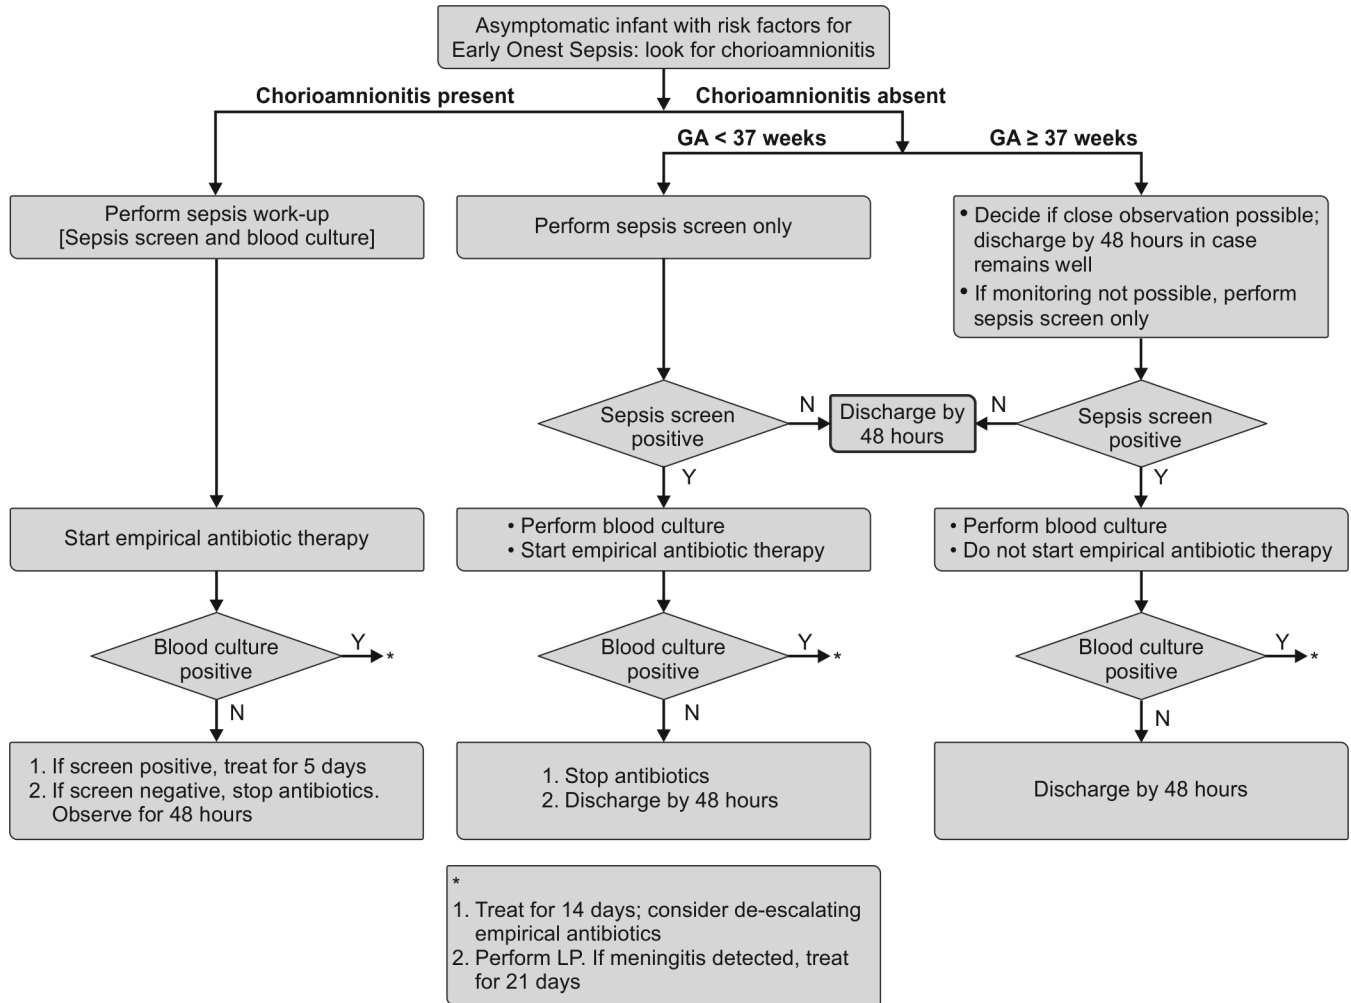 Asymptomatic infant with risk factors for
Early Onest Sepsis: look for chorioamnionitis
Chorioamnionitis present
Chorioamnionitis absent
GA < 37 weeks
GA ≥ 37 weeks
Perform sepsis work-up
[Sepsis screen and blood culture]
Perform sepsis screen only
• Decide if close observation possible;
discharge by 48 hours in case
remains well
• If monitoring not possible, perform
sepsis screen only
Sepsis screen
positive
N
Discharge by
48 hours
N
Sepsis screen
positive
Y
Y
Start empirical antibiotic therapy
• Perform blood culture
• Start empirical antibiotic therapy
• Perform blood culture
• Do not start empirical antibiotic therapy
Blood culture
positive
Y
*
Blood culture
positive
Y
*
Blood culture
positive
Y
*
N
N
N
1. If screen positive, treat for 5 days
2. If screen negative, stop antibiotics.
Observe for 48 hours
1. Stop antibiotics
2. Discharge by 48 hours
Discharge by 48 hours
*
1. Treat for 14 days; consider de-escalating
empirical antibiotics
2. Perform LP. If meningitis detected, treat
for 21 days